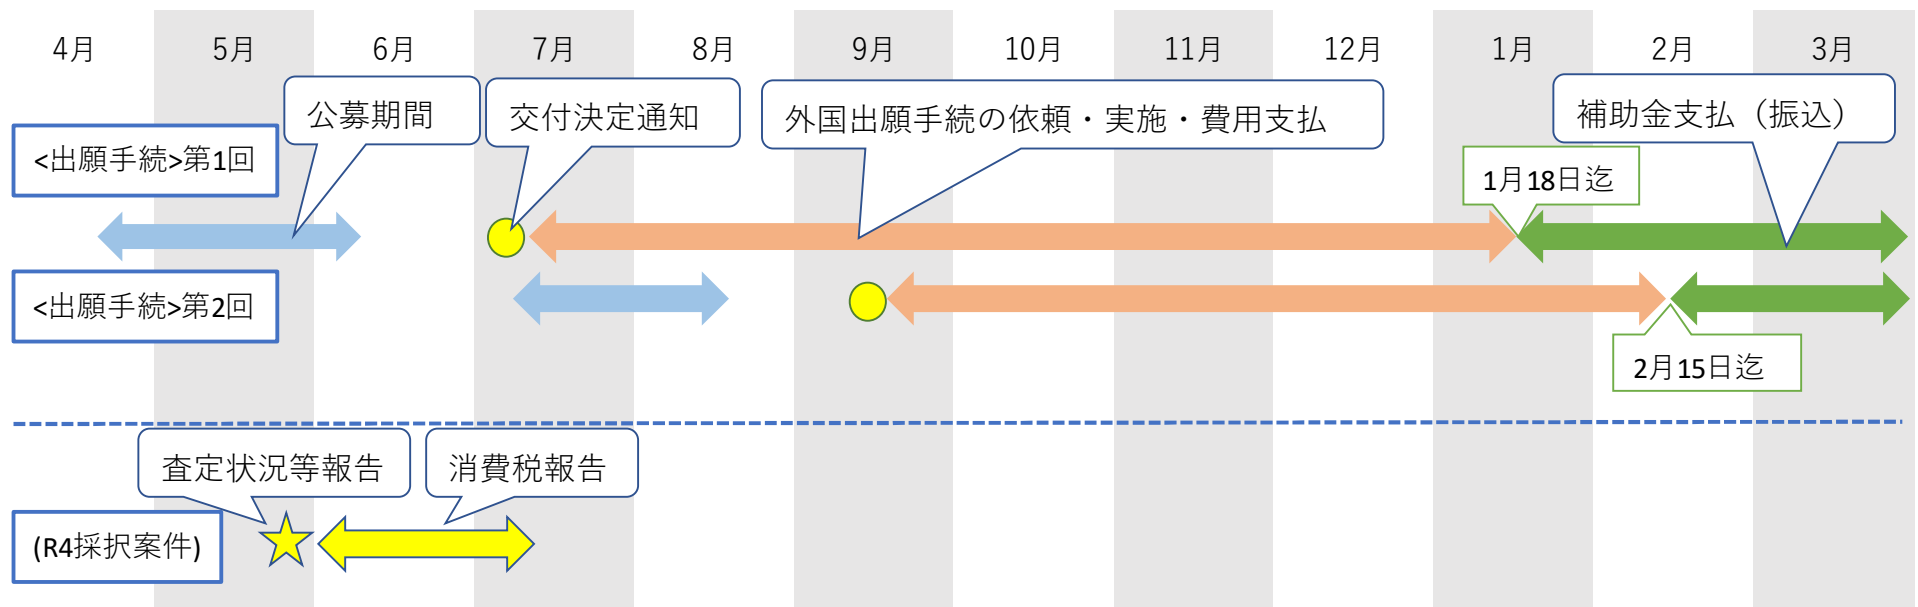 4月 5月 6月 7月 8月 9月 10月 11月 12月 1月 2月 3月
公募期間
交付決定通知
外国出願手続の依頼・実施・費用支払
補助金支払（振込）
<出願手続>第1回
1月18日迄
<出願手続>第2回
2月15日迄
査定状況等報告
消費税報告
(R4採択案件)